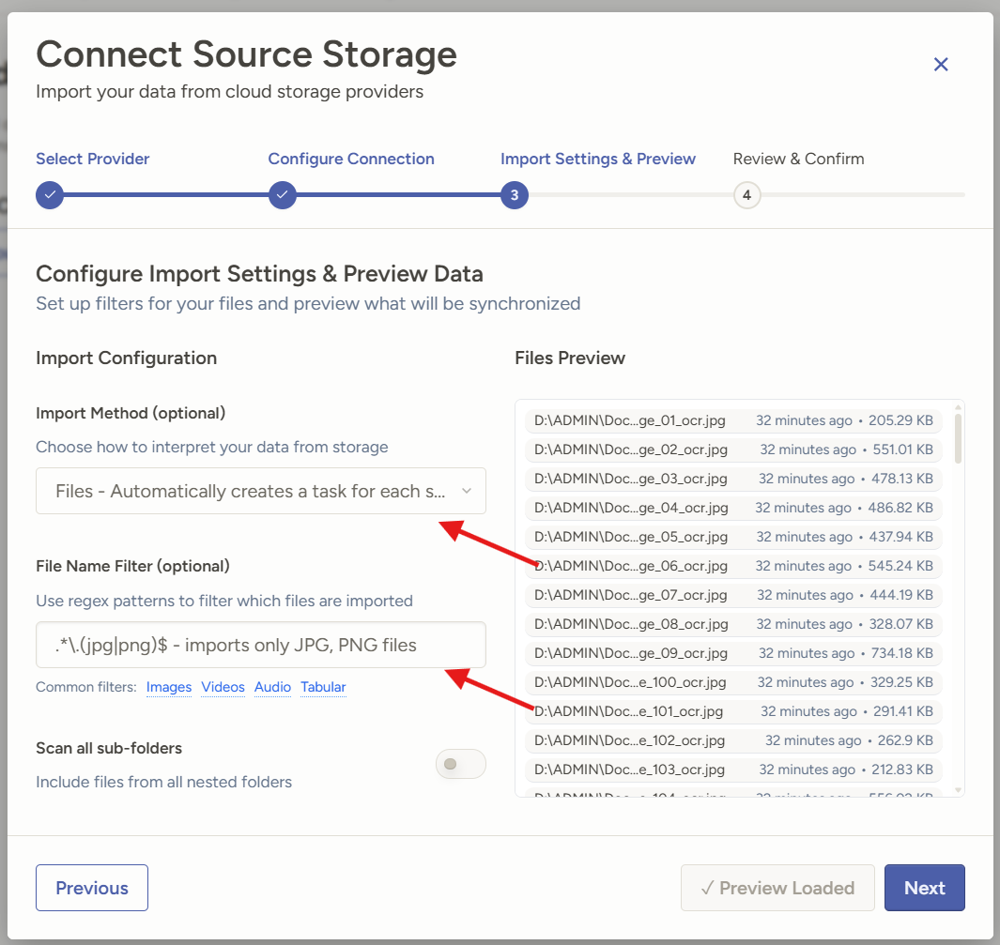 Connect Source Storage
Import your data from cloud storage providers
Select Provider
Configure Connection
Import Settings & Preview
Review & Confirm
3
4
Configure Import Settings & Preview Data
Set up filters for your files and preview what will be synchronized
Import Configuration
Import Method (optional)
Choose how to interpret your data from storage
Files - Automatically creates a task for each s...
File Name Filter (optional)
Use regex patterns to filter which files are imported
.*\.(jpg|png)$ - imports only JPG, PNG files
Common filters: Images Videos Audio Tabular
Scan all sub-folders
Include files from all nested folders
Files Preview
D:\ADMIN\Doc...ge_01_ocr.jpg 32 minutes ago • 205.29 KB
D:\ADMIN\Doc...ge_02_ocr.jpg 32 minutes ago • 551.01 KB
D:\ADMIN\Doc...ge_03_ocr.jpg 32 minutes ago • 478.13 KB
D:\ADMIN\Doc...ge_04_ocr.jpg 32 minutes ago • 486.82 KB
D:\ADMIN\Doc...ge_05_ocr.jpg 32 minutes ago • 437.94 KB
D:\ADMIN\Doc...ge_06_ocr.jpg 32 minutes ago • 545.24 KB
D:\ADMIN\Doc...ge_07_ocr.jpg 32 minutes ago • 444.19 KB
D:\ADMIN\Doc...ge_08_ocr.jpg 32 minutes ago • 328.07 KB
D:\ADMIN\Doc...ge_09_ocr.jpg 32 minutes ago • 734.18 KB
D:\ADMIN\Doc...e_100_ocr.jpg 32 minutes ago • 329.25 KB
D:\ADMIN\Doc...e_101_ocr.jpg 32 minutes ago • 291.41 KB
D:\ADMIN\Doc...e_102_ocr.jpg 32 minutes ago • 262.9 KB
D:\ADMIN\Doc...e_103_ocr.jpg 32 minutes ago • 212.83 KB
Previous
✓ Preview Loaded
Next